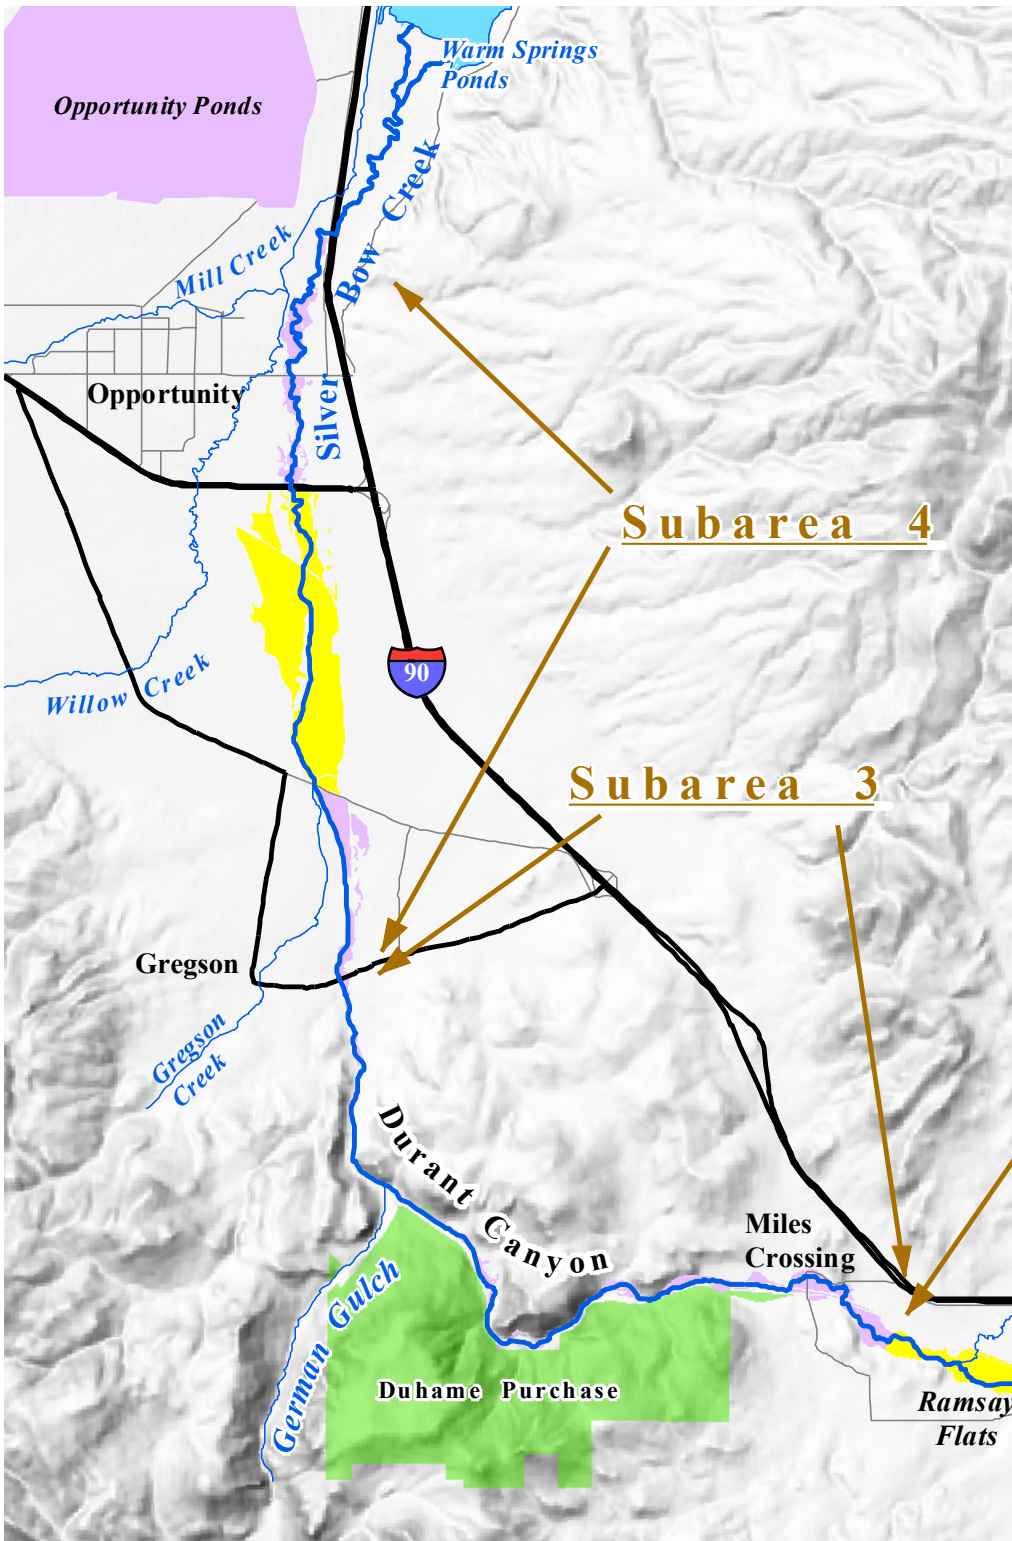 Warm Springs
Ponds
Opportunity Ponds
Silver Bow Creek
Mill Creek
Opportunity
Subarea 4
90
Willow Creek
Subarea 3
Gregson
Gregson
Creek
Durant Canyon
Miles
Crossing
German Gulch
Duhame Purchase
Ramsay
Flats